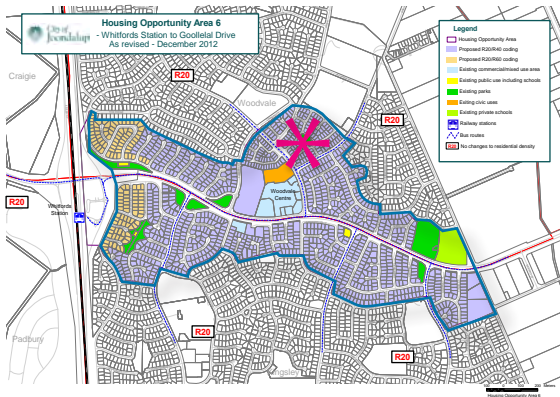 City of
Joondalup
Housing Opportunity Area 6
- Whitfords Station to Goollelal Drive
As revised - December 2012
Legend
Housing Opportunity Area
Proposed R20/R40 coding
Proposed R20/R60 coding
Existing commercial/mixed use area
Existing public use including schools
Existing parks
Exiting civic uses
Existing private schools
Railway stations
Bus routes
R20 No changes to residential density
Craigie
R20
Woodvale
R20
Woodvale
Centre
R20
Whitfords
Station
R20
Padbury
R20
Kingsley
Metres
Housing Opportunity Area 6